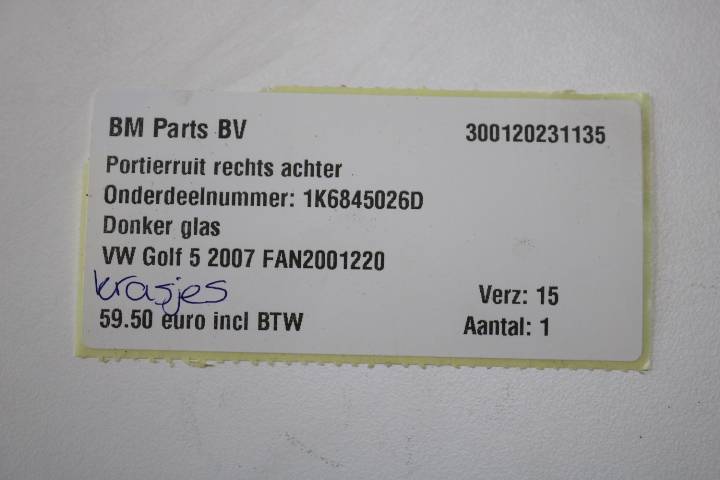 BM Parts BV 300120231135
Portierruit rechts achter
Onderdeelnummer: 1K6845026D
Donker glas
VW Golf 5 2007 FAN2001220
krasjes Verz: 15
59.50 euro incl BTW Aantal: 1